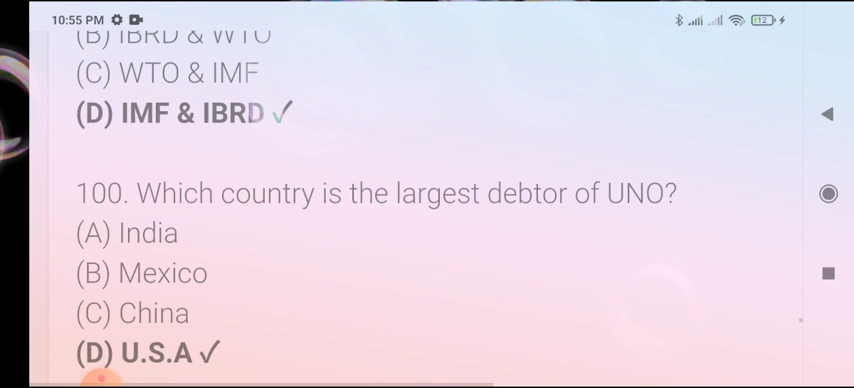 10:55 PM
12
(B) IBRD & WTO
(C) WTO & IMF
(D) IMF & IBRD ✓
100. Which country is the largest debtor of UNO?
(A) India
(B) Mexico
(C) China
(D) U.S.A ✓